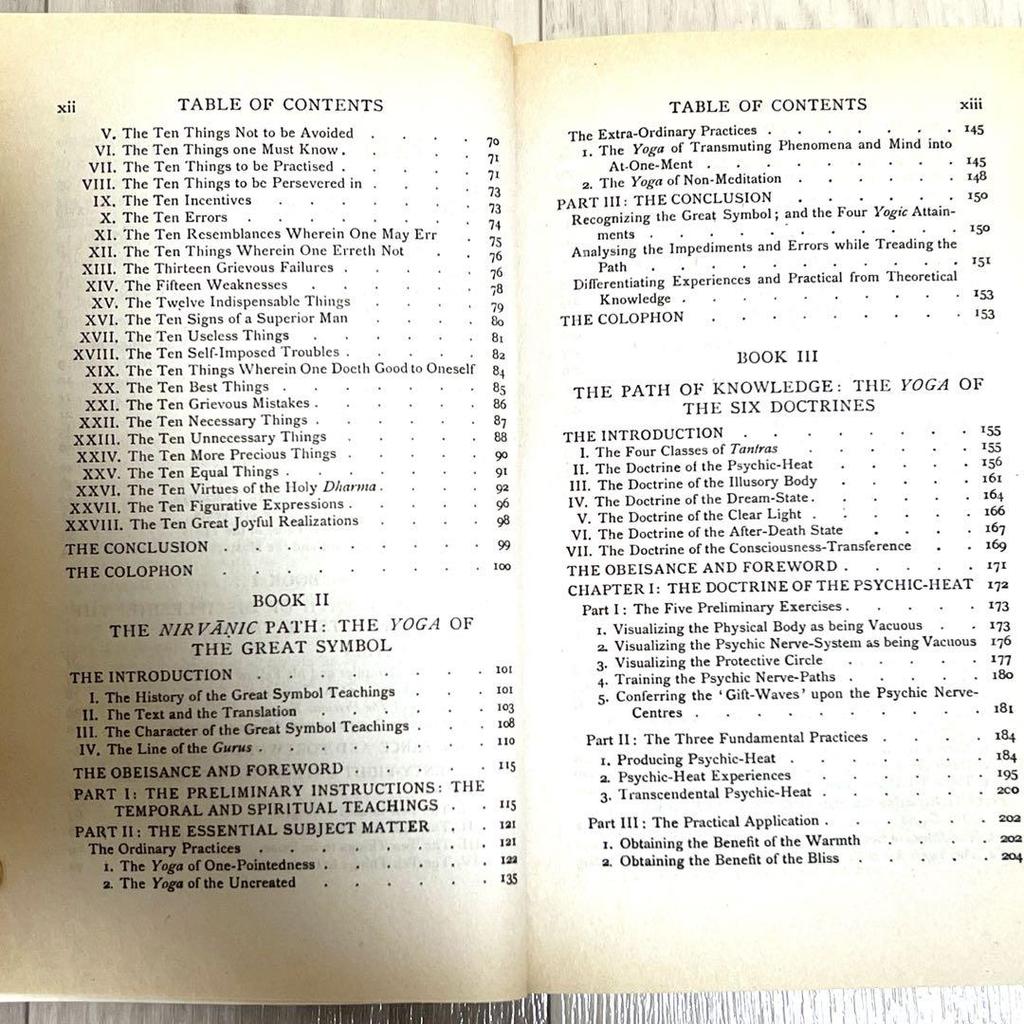 xii TABLE OF CONTENTS
V. The Ten Things Not to be Avoided . . . . 70
VI. The Ten Things one Must Know . . . . . 71
VII. The Ten Things to be Practised . . . . . 71
VIII. The Ten Things to be Persevered in . . . . 73
IX. The Ten Incentives . . . . . . 73
X. The Ten Errors . . . . . . . 74
XI. The Ten Resemblances Wherein One May Err . 75
XII. The Ten Things Wherein One Erreth Not . . 76
XIII. The Thirteen Grievous Failures . . . . . 76
XIV. The Fifteen Weaknesses . . . . . 78
XV. The Twelve Indispensable Things . . . . 79
XVI. The Ten Signs of a Superior Man . . . . 80
XVII. The Ten Useless Things . . . . . 81
XVIII. The Ten Self-Imposed Troubles . . . . . 82
XIX. The Ten Things Wherein One Doeth Good to Oneself 84
XX. The Ten Best Things . . . . . . 85
XXI. The Ten Grievous Mistakes . . . . . 86
XXII. The Ten Necessary Things . . . . . 87
XXIII. The Ten Unnecessary Things . . . . 88
XXIV. The Ten More Precious Things . . . . 90
XXV. The Ten Equal Things . . . . . . 91
XXVI. The Ten Virtues of the Holy Dharma . . . . 92
XXVII. The Ten Figurative Expressions . . . . . 96
XXVIII. The Ten Great Joyful Realizations . . . . 98
THE CONCLUSION . . . . . . . . 99
THE COLOPHON . . . . . . . . 100
BOOK II
THE NIRVĀṆIC PATH: THE YOGA OF
THE GREAT SYMBOL
THE INTRODUCTION . . . . . . . 101
I. The History of the Great Symbol Teachings . . . 101
II. The Text and the Translation . . . . . 103
III. The Character of the Great Symbol Teachings . . . 108
IV. The Line of the Gurus . . . . . . . 110
THE OBEISANCE AND FOREWORD . . . . . 115
PART I: THE PRELIMINARY INSTRUCTIONS: THE
TEMPORAL AND SPIRITUAL TEACHINGS . . 115
PART II: THE ESSENTIAL SUBJECT MATTER . . 121
The Ordinary Practices . . . . . . . 121
1. The Yoga of One-Pointedness . . . . . 122
2. The Yoga of the Uncreated . . . . . 135
TABLE OF CONTENTS xiii
The Extra-Ordinary Practices . . . . . . . 145
1. The Yoga of Transmuting Phenomena and Mind into
At-One-Ment . . . . . . . . 145
2. The Yoga of Non-Meditation . . . . . 148
PART III: THE CONCLUSION . . . . . 150
Recognizing the Great Symbol; and the Four Yogic Attain-
ments . . . . . . . . . . 150
Analysing the Impediments and Errors while Treading the
Path . . . . . . . . . . 151
Differentiating Experiences and Practical from Theoretical
Knowledge . . . . . . . . . 153
THE COLOPHON . . . . . . . . 153
BOOK III
THE PATH OF KNOWLEDGE: THE YOGA OF
THE SIX DOCTRINES
THE INTRODUCTION . . . . . . . 155
I. The Four Classes of Tantras . . . . . . 155
II. The Doctrine of the Psychic-Heat . . . . . 156
III. The Doctrine of the Illusory Body . . . . . 161
IV. The Doctrine of the Dream-State . . . . . 164
V. The Doctrine of the Clear Light . . . . . 166
VI. The Doctrine of the After-Death State . . . . 167
VII. The Doctrine of the Consciousness-Transference . . 169
THE OBEISANCE AND FOREWORD . . . . . 171
CHAPTER I: THE DOCTRINE OF THE PSYCHIC-HEAT 172
Part I: The Five Preliminary Exercises . . . . . 173
1. Visualizing the Physical Body as being Vacuous . . 173
2. Visualizing the Psychic Nerve-System as being Vacuous 176
3. Visualizing the Protective Circle . . . . . 177
4. Training the Psychic Nerve-Paths . . . . . 180
5. Conferring the ‘Gift-Waves’ upon the Psychic Nerve-
Centres . . . . . . . . . 181
Part II: The Three Fundamental Practices . . . . 184
1. Producing Psychic-Heat . . . . . . 184
2. Psychic-Heat Experiences . . . . . 195
3. Transcendental Psychic-Heat . . . . . 200
Part III: The Practical Application . . . . . . 202
1. Obtaining the Benefit of the Warmth . . . . 202
2. Obtaining the Benefit of the Bliss . . . . 204